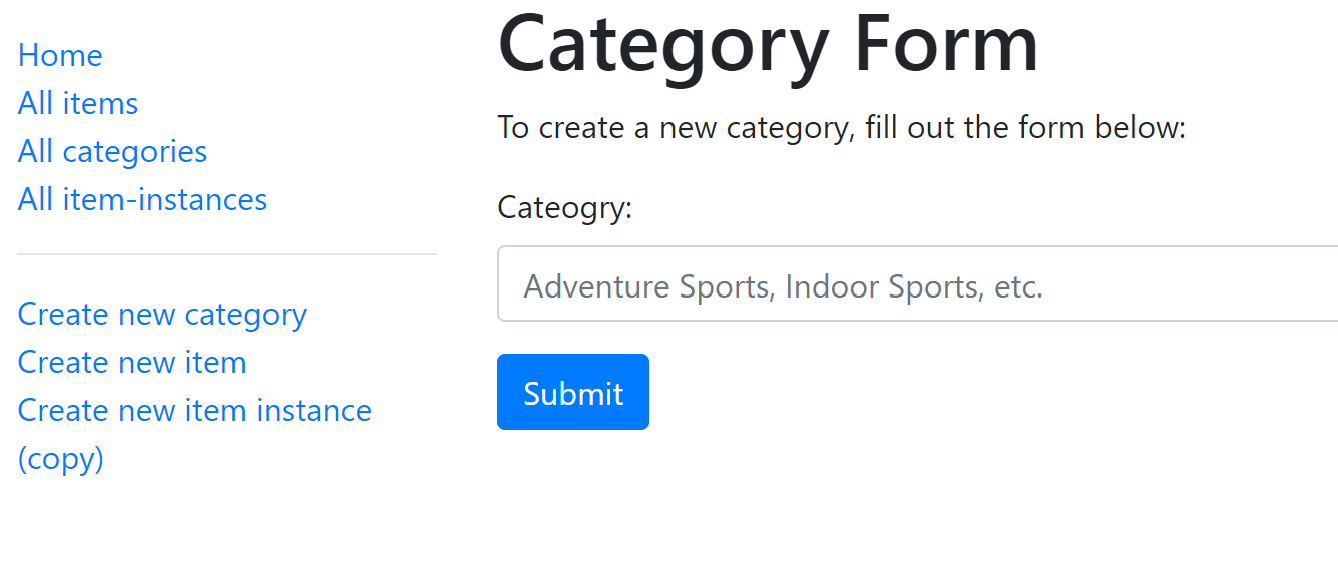 Home
All items
All categories
All item-instances
Create new category
Create new item
Create new item instance
(copy)
Category Form
To create a new category, fill out the form below:
Cateogry:
Adventure Sports, Indoor Sports, etc.
Submit